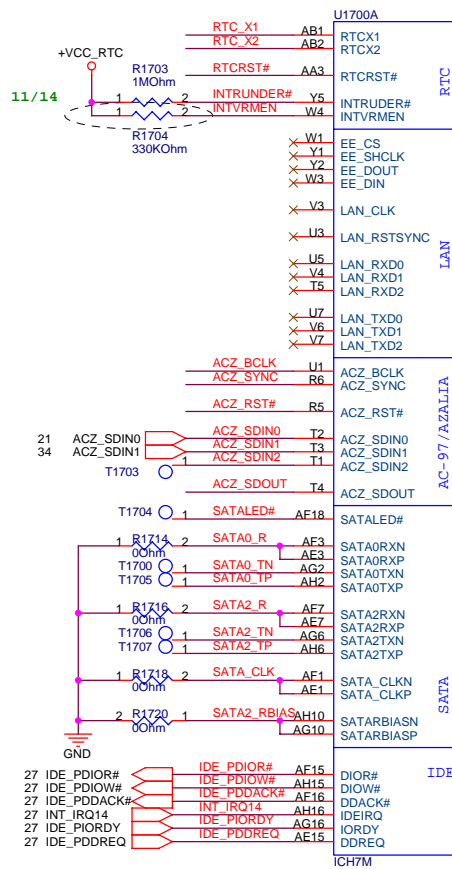 U1700A
RTC_X1 AB1 RTCX1
RTC_X2 AB2 RTCX2
+VCC_RTC
RTCRST# AA3 RTCRST#
RTC
R1703
1MOhm
11/14
1 2 INTRUNDER# Y5 INTRUDER#
1 2 INTVRMEN W4 INTVRMEN
R1704
330KOhm
W1 EE_CS
Y1 EE_SHCLK
Y2 EE_DOUT
W3 EE_DIN
V3 LAN_CLK
U3 LAN_RSTSYNC
LAN
U5 LAN_RXD0
V4 LAN_RXD1
T5 LAN_RXD2
U7 LAN_TXD0
V6 LAN_TXD1
V7 LAN_TXD2
ACZ_BCLK U1 ACZ_BCLK
ACZ_SYNC R6 ACZ_SYNC
ACZ_RST# R5 ACZ_RST#
AC-97/AZALIA
21 ACZ_SDIN0 ACZ_SDIN0 T2 ACZ_SDIN0
34 ACZ_SDIN1 ACZ_SDIN1 T3 ACZ_SDIN1
T1703 1 ACZ_SDIN2 T1 ACZ_SDIN2
ACZ_SDOUT T4 ACZ_SDOUT
T1704 1 SATALED# AF18 SATALED#
R1714
0Ohm
1 2 SATA0_R AF3 SATA0RXN
AE3 SATA0RXP
T1700 1 SATA0_TN AG2 SATA0TXN
T1705 1 SATA0_TP AH2 SATA0TXP
R1716
0Ohm
1 2 SATA2_R AF7 SATA2RXN
AE7 SATA2RXP
T1706 1 SATA2_TN AG6 SATA2TXN
T1707 1 SATA2_TP AH6 SATA2TXP
SATA
R1718
0Ohm
1 2 SATA_CLK AF1 SATA_CLKN
AE1 SATA_CLKP
R1720
0Ohm
2 1 SATA2_RBIAS AH10 SATARBIASN
AG10 SATARBIASP
GND
IDE
27 IDE_PDIOR# IDE_PDIOR# AF15 DIOR#
27 IDE_PDIOW# IDE_PDIOW# AH15 DIOW#
27 IDE_PDDACK# IDE_PDDACK# AF16 DDACK#
27 INT_IRQ14 INT_IRQ14 AH16 IDEIRQ
27 IDE_PIORDY IDE_PIORDY AG16 IORDY
27 IDE_PDDREQ IDE_PDDREQ AE15 DDREQ
ICH7M